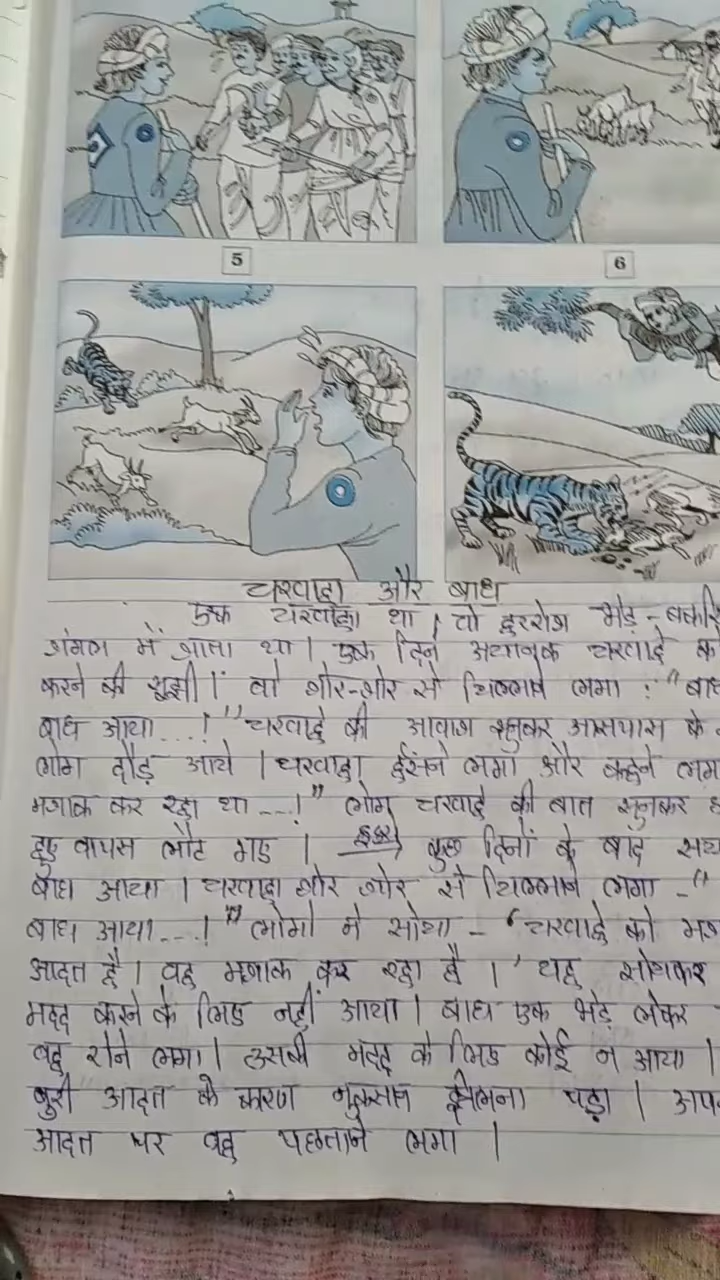 5
6
चरवाहा और बाघ
एक चरवाहा था। वो हररोज भेड़-बकरि
जंगल में जाता था। एक दिन अचानक चरवाहे क
करने की सूझी। वो जोर-जोर से चिल्लाने लगा : "बाघ
बाघ आया...!" चरवाहे की आवाज सुनकर आसपास के
लोग दौड़ आये। चरवाहा हँसने लगा और कहने लगा
मजाक कर रहा था...!" लोग चरवाहे की बात सुनकर ह
हुए वापस लौट गए। कुछ दिनों के बाद सच
बाघ आया। चरवाहा जोर जोर से चिल्लाने लगा - "
बाघ आया...!" लोगो ने सोचा - 'चरवाहे को मज
आदत है। वह मजाक कर रहा है।' यह सोचकर
मदद करने के लिए नहीं आया। बाघ एक भेड़ लेकर
वह रोने लगा। उसकी मदद के लिए कोई न आया।
बुरी आदत के कारण नुकसान झेलना पड़ा। अप
आदत पर वह पछताने लगा।